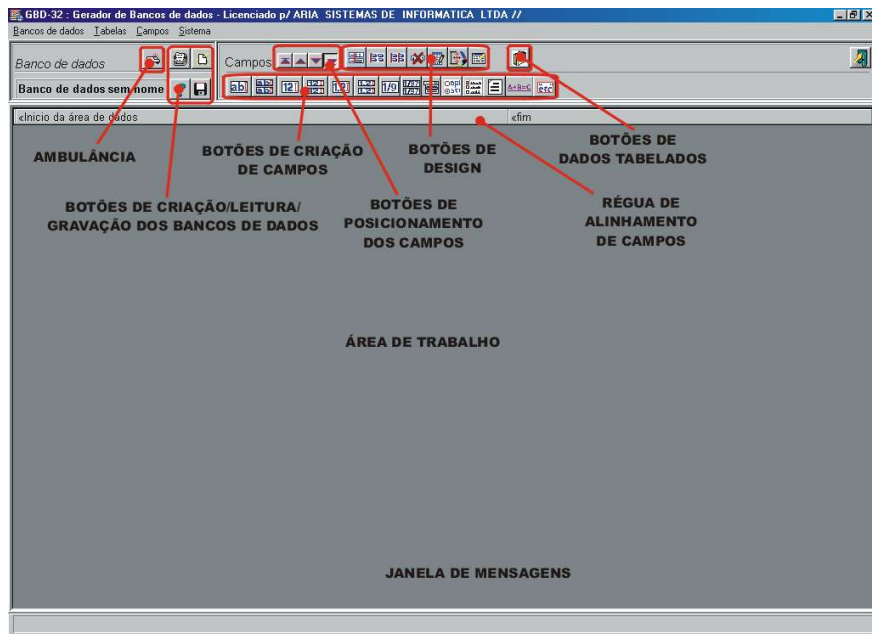 GBD-32 : Gerador de Bancos de dados - Licenciado p/ ARIA SISTEMAS DE INFORMATICA LTDA //
Bancos de dados Tabelas Campos Sistema
Banco de dados
Campos
Banco de dados sem nome
«Inicio da área de dados
«fim
AMBULÂNCIA
BOTÕES DE CRIAÇÃO
DE CAMPOS
BOTÕES DE
DESIGN
BOTÕES DE
DADOS TABELADOS
BOTÕES DE CRIAÇÃO/LEITURA/
GRAVAÇÃO DOS BANCOS DE DADOS
BOTÕES DE
POSICIONAMENTO
DOS CAMPOS
RÉGUA DE
ALINHAMENTO
DE CAMPOS
ÁREA DE TRABALHO
JANELA DE MENSAGENS